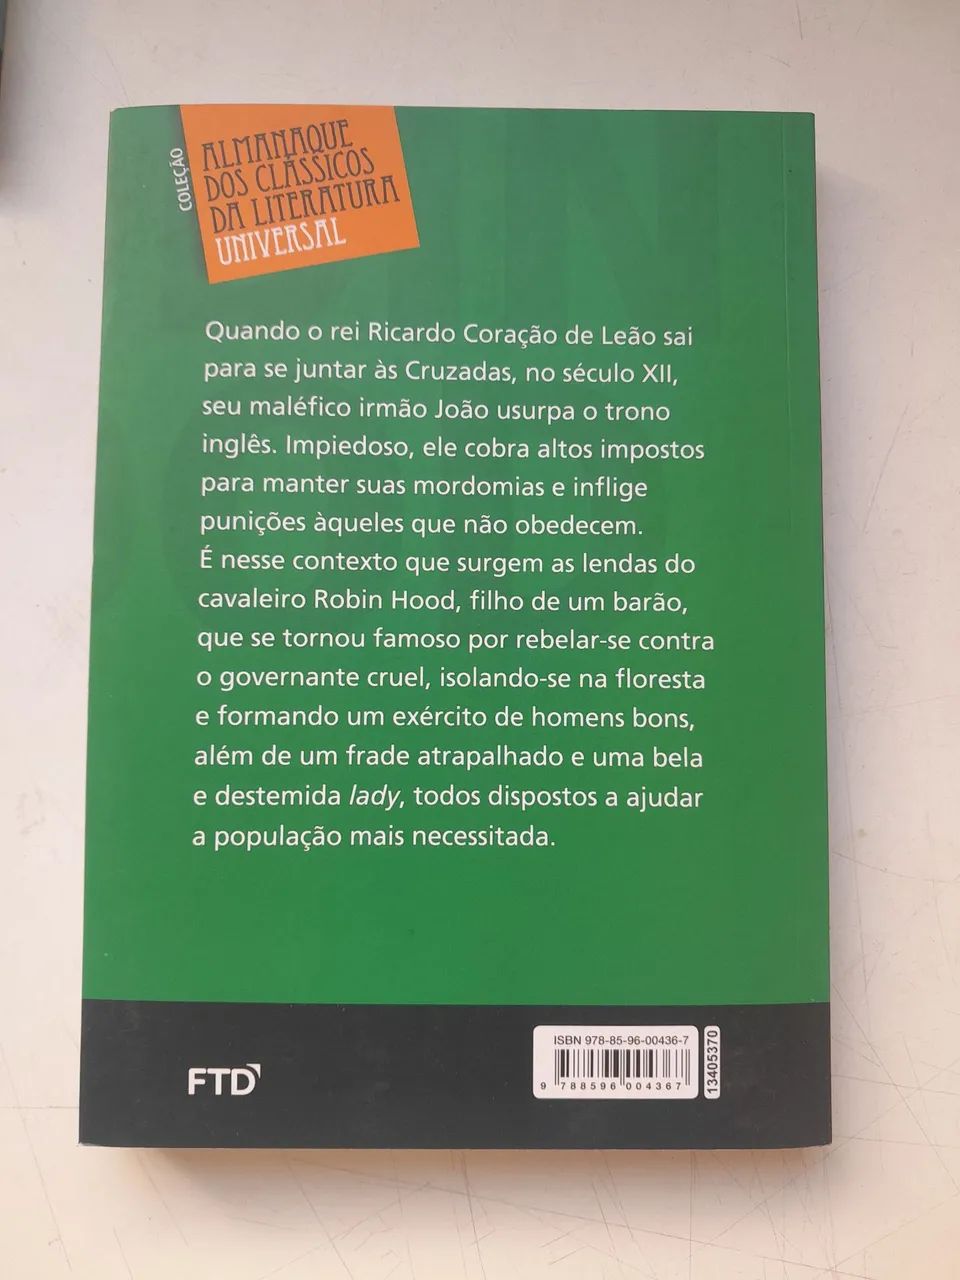 COLEÇÃO
ALMANAQUE
DOS CLÁSSICOS
DA LITERATURA
UNIVERSAL
Quando o rei Ricardo Coração de Leão sai
para se juntar às Cruzadas, no século XII,
seu maléfico irmão João usurpa o trono
inglês. Impiedoso, ele cobra altos impostos
para manter suas mordomias e inflige
punições àqueles que não obedecem.
É nesse contexto que surgem as lendas do
cavaleiro Robin Hood, filho de um barão,
que se tornou famoso por rebelar-se contra
o governante cruel, isolando-se na floresta
e formando um exército de homens bons,
além de um frade atrapalhado e uma bela
e destemida lady, todos dispostos a ajudar
a população mais necessitada.
FTD
ISBN 978-85-96-00436-7
9 788596 004367
13405370